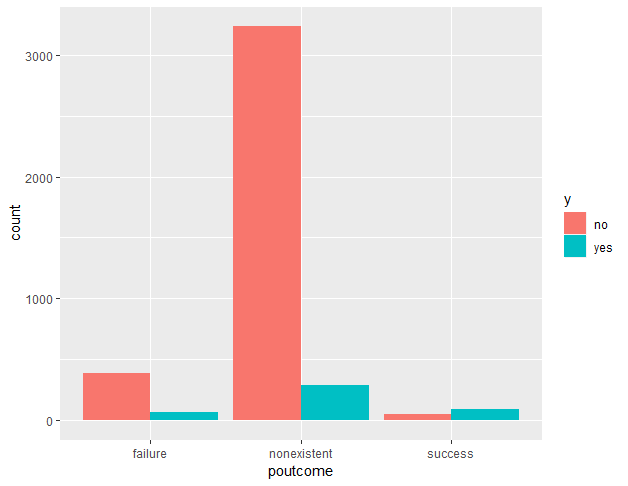 3000
2000
1000
0
count
failure
nonexistent
success
poutcome
y
no
yes